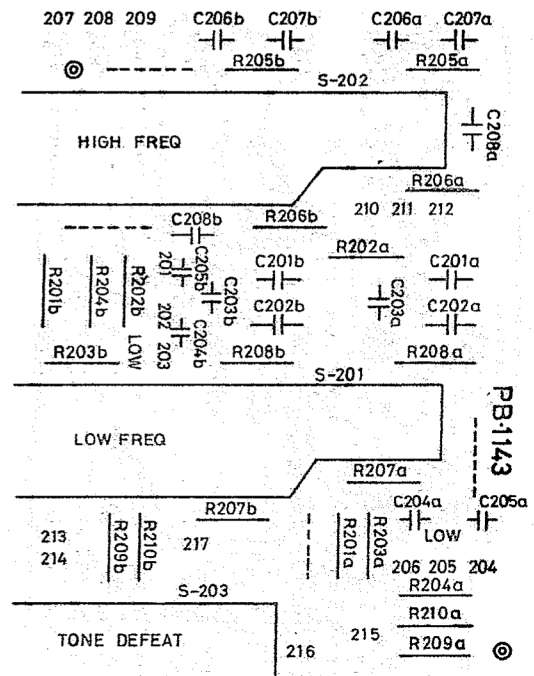 207 208 209 C206b C207b C206a C207a
R205b R205a
S-202
HIGH FREQ
C208a
R206a
C208b R206b 210 211 212
R202a
201 C205b C201b C201a
R201b R204b R202b C203b C203a
202 C204b C202b C202a
LOW 203
R203b R208b R208a
S-201
PB-1143
LOW FREQ
R207a
R207b C204a C205a
213 R209b R210b 217 R201a R203a LOW
214
206 205 204
R204a
S-203
R210a
TONE DEFEAT 216 215
R209a